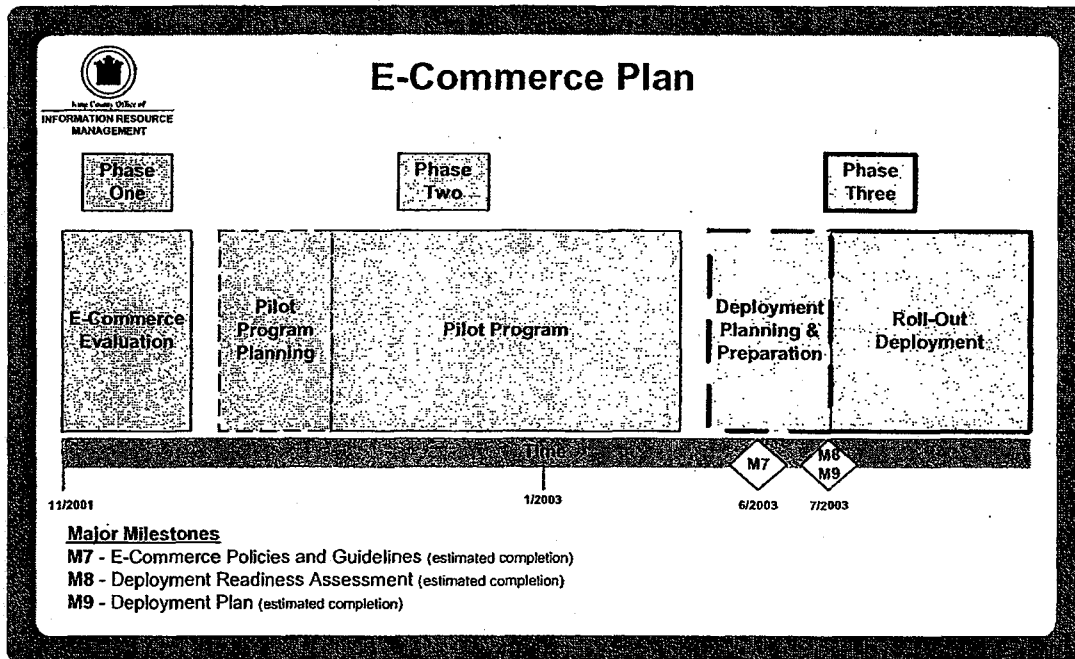 E-Commerce Plan
King County Office of
INFORMATION RESOURCE
MANAGEMENT
Phase
One
Phase
Two
Phase
Three
E-Commerce
Evaluation
Pilot
Program
Planning
Pilot Program
Deployment
Planning &
Preparation
Roll-Out
Deployment
Time
M7
M8
M9
11/2001
1/2003
6/2003
7/2003
Major Milestones
M7 - E-Commerce Policies and Guidelines (estimated completion)
M8 - Deployment Readiness Assessment (estimated completion)
M9 - Deployment Plan (estimated completion)